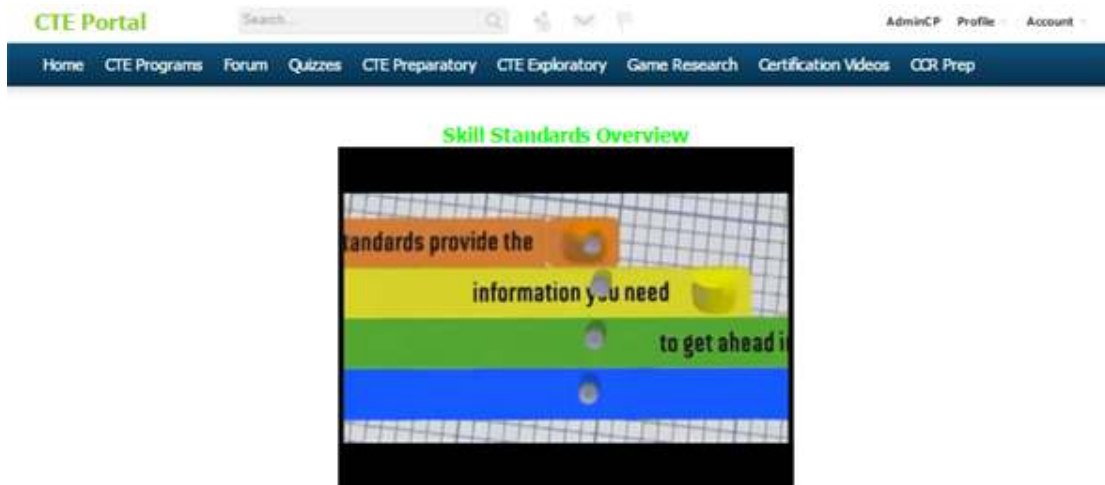 CTE Portal Search... AdminCP Profile Account
Home CTE Programs Forum Quizzes CTE Preparatory CTE Exploratory Game Research Certification Videos CCR Prep
Skill Standards Overview
tandards provide the
information you need
to get ahead i